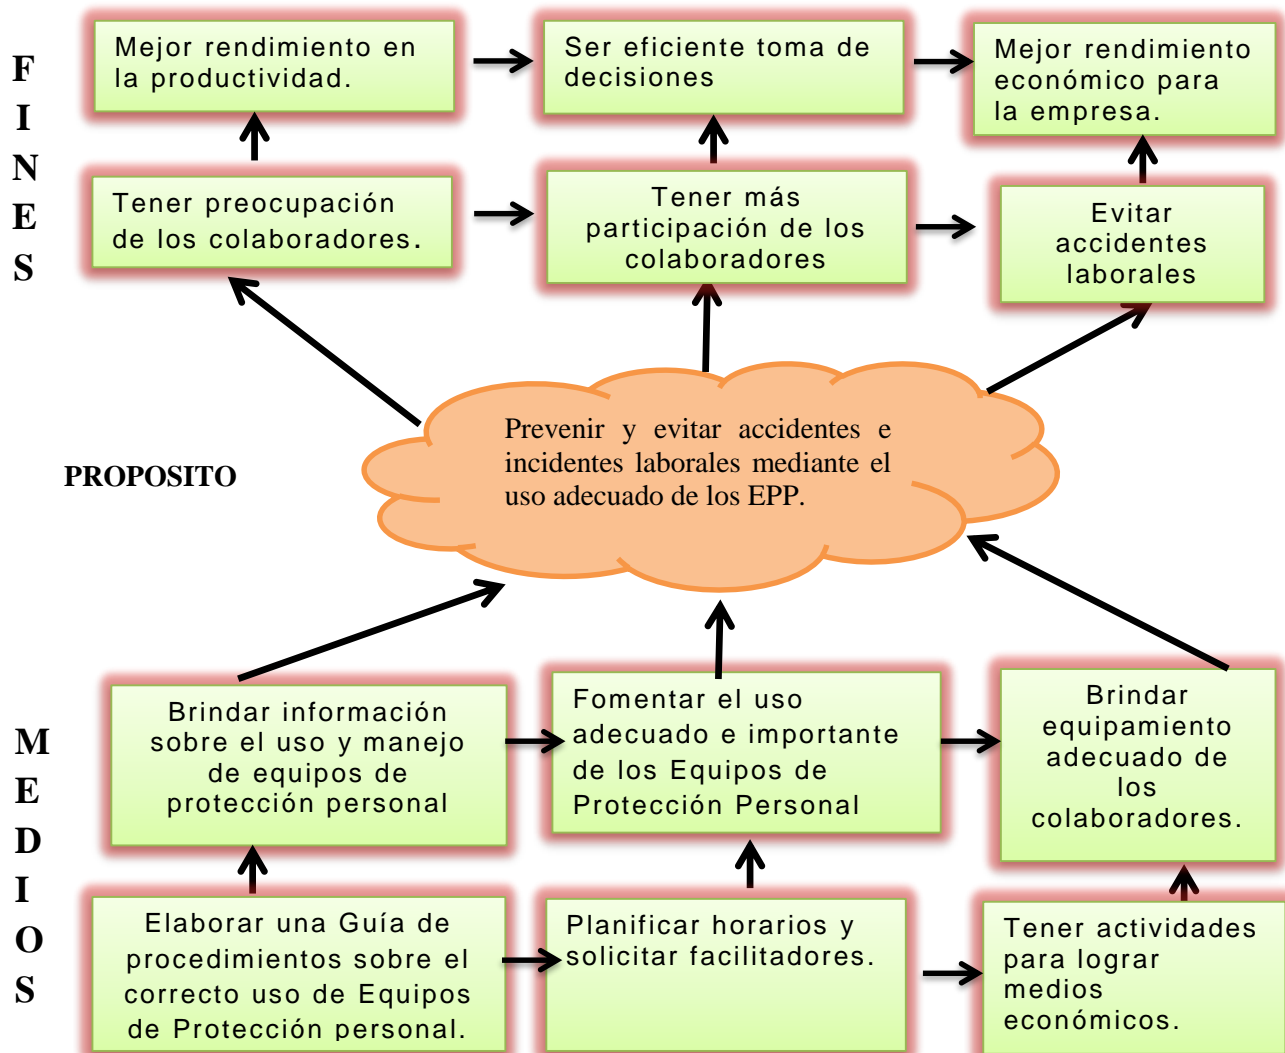 F
I
N
E
S
Mejor rendimiento en
la productividad.
Ser eficiente toma de
decisiones
Mejor rendimiento
económico para
la empresa.
Tener preocupación
de los colaboradores.
Tener más
participación de los
colaboradores
Evitar
accidentes
laborales
PROPOSITO
Prevenir y evitar accidentes e
incidentes laborales mediante el
uso adecuado de los EPP.
M
E
D
I
O
S
Brindar información
sobre el uso y manejo
de equipos de
protección personal
Fomentar el uso
adecuado e importante
de los Equipos de
Protección Personal
Brindar
equipamiento
adecuado de
los
colaboradores.
Elaborar una Guía de
procedimientos sobre el
correcto uso de Equipos
de Protección personal.
Planificar horarios y
solicitar facilitadores.
Tener actividades
para lograr
medios
económicos.